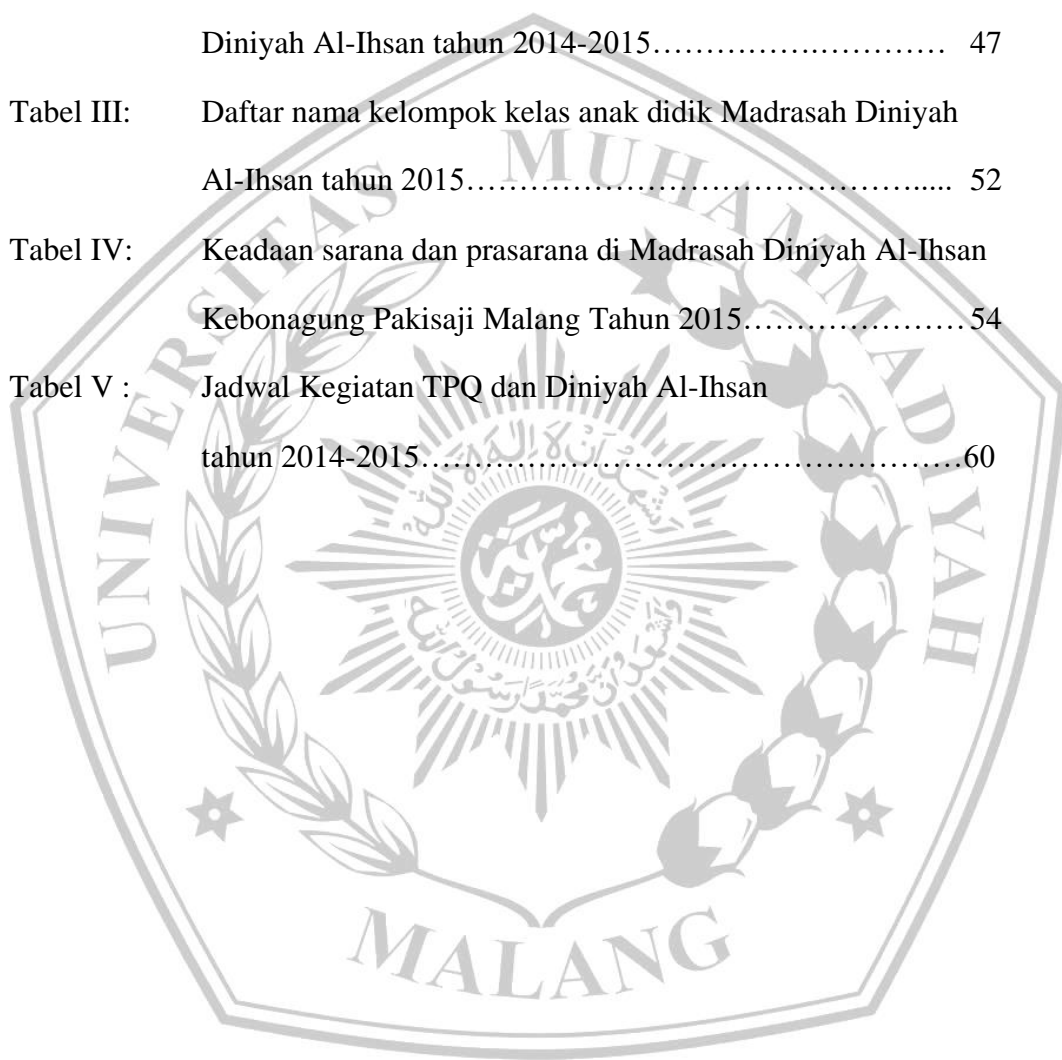 Diniyah Al-Ihsan tahun 2014-2015…………….………… 47
Tabel III: Daftar nama kelompok kelas anak didik Madrasah Diniyah
Al-Ihsan tahun 2015…………………………………….…..... 52
Tabel IV: Keadaan sarana dan prasarana di Madrasah Diniyah Al-Ihsan
Kebonagung Pakisaji Malang Tahun 2015………………… 54
Tabel V : Jadwal Kegiatan TPQ dan Diniyah Al-Ihsan
tahun 2014-2015……………………………………………60
UNIVERSITAS MUHAMMADIYAH
MALANG